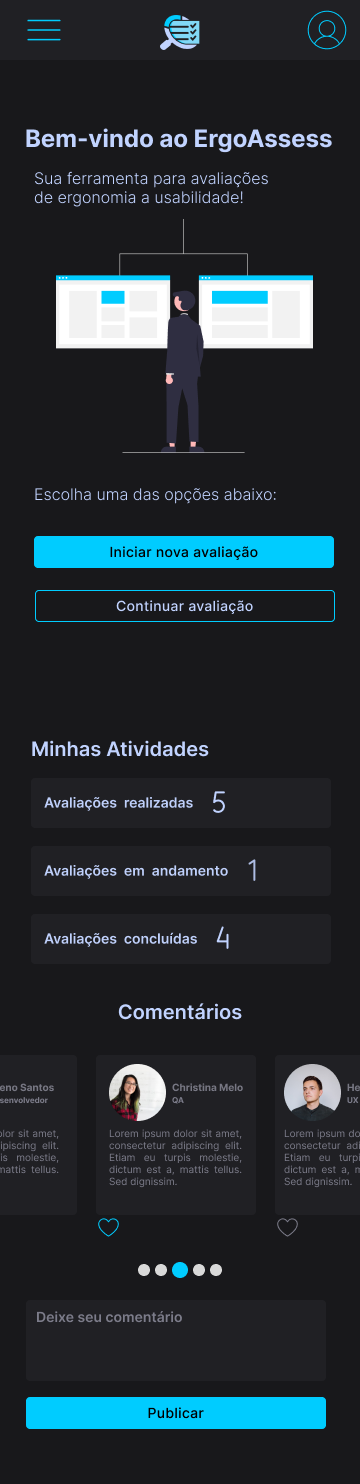 Bem-vindo ao ErgoAssess
Sua ferramenta para avaliações
de ergonomia a usabilidade!
Escolha uma das opções abaixo:
Iniciar nova avaliação
Continuar avaliação
Minhas Atividades
Avaliações realizadas 5
Avaliações em andamento 1
Avaliações concluídas 4
Comentários
eno Santos
senvolvedor
olor sit amet,
dipiscing elit.
is molestie,
mattis tellus.
Christina Melo
QA
Lorem ipsum dolor sit amet,
consectetur adipiscing elit.
Etiam eu turpis molestie,
dictum est a, mattis tellus.
Sed dignissim.
He
UX
Lorem ipsum dol
consectetur adi
Etiam eu turpi
dictum est a, m
Sed dignissim.
Deixe seu comentário
Publicar